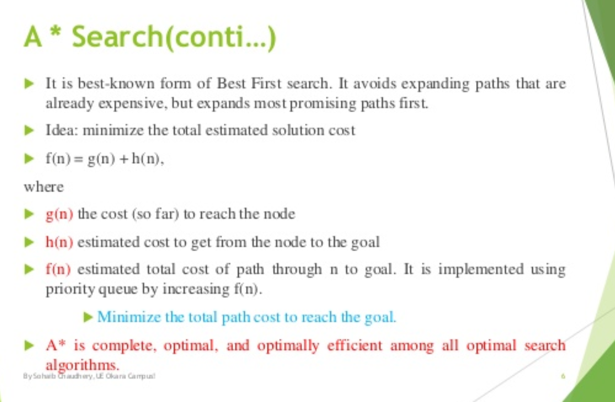 A * Search(conti...)
It is best-known form of Best First search. It avoids expanding paths that are
already expensive, but expands most promising paths first.
Idea: minimize the total estimated solution cost
f(n) = g(n) + h(n),
where
g(n) the cost (so far) to reach the node
h(n) estimated cost to get from the node to the goal
f(n) estimated total cost of path through n to goal. It is implemented using
priority queue by increasing f(n).
Minimize the total path cost to reach the goal.
A* is complete, optimal, and optimally efficient among all optimal search
algorithms.
By Sohaib Chaudhery, UE Okara Campus!
6